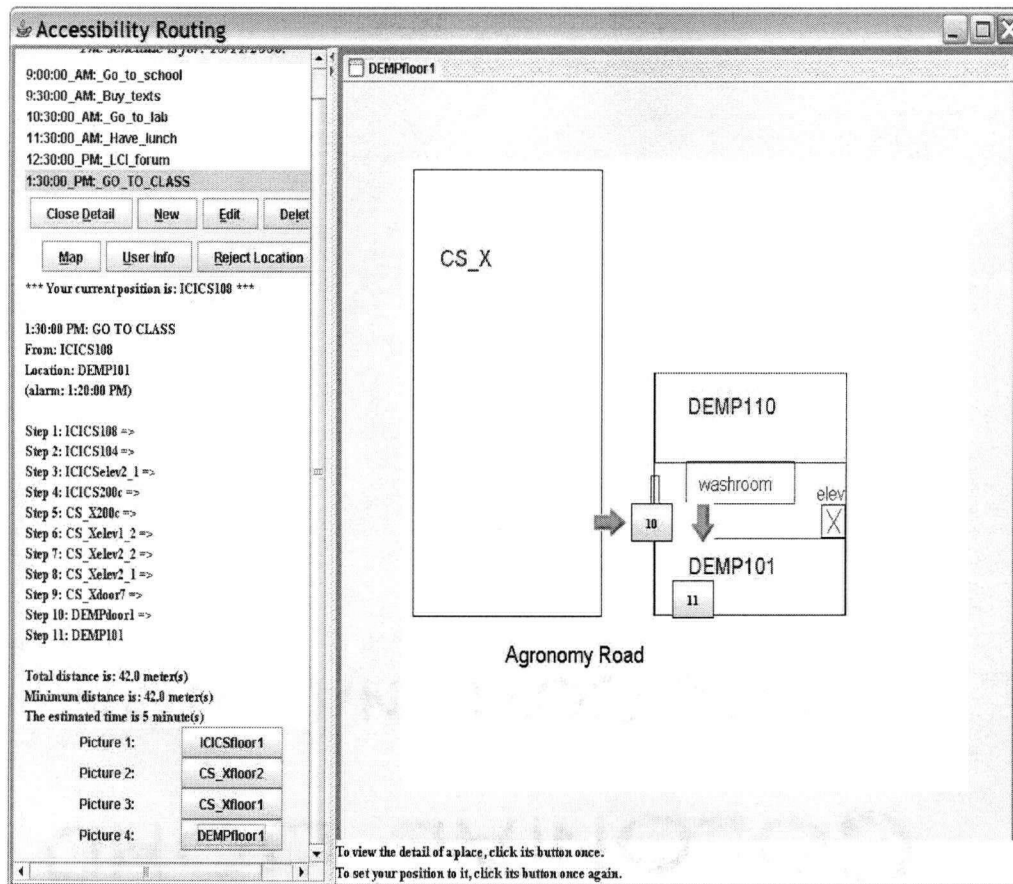 Accessibility Routing
9:00:00_AM:_Go_to_school
9:30:00_AM:_Buy_texts
10:30:00_AM:_Go_to_lab
11:30:00_AM:_Have_lunch
12:30:00_PM:_LCI_forum
1:30:00_PM:_GO_TO_CLASS
Close Detail New Edit Delet
Map User Info Reject Location
*** Your current position is: ICICS108 ***
1:30:00 PM: GO TO CLASS
From: ICICS108
Location: DEMP101
(alarm: 1:20:00 PM)
Step 1: ICICS108 =>
Step 2: ICICS104 =>
Step 3: ICICSelev2_1 =>
Step 4: ICICS200c =>
Step 5: CS_X200c =>
Step 6: CS_Xelev1_2 =>
Step 7: CS_Xelev2_2 =>
Step 8: CS_Xelev2_1 =>
Step 9: CS_Xdoor7 =>
Step 10: DEMPdoor1 =>
Step 11: DEMP101
Total distance is: 42.0 meter(s)
Minimum distance is: 42.0 meter(s)
The estimated time is 5 minute(s)
Picture 1: ICICSfloor1
Picture 2: CS_Xfloor2
Picture 3: CS_Xfloor1
Picture 4: DEMPfloor1
DEMPfloor1
CS_X
DEMP110
washroom
elev
10
DEMP101
11
Agronomy Road
To view the detail of a place, click its button once.
To set your position to it, click its button once again.